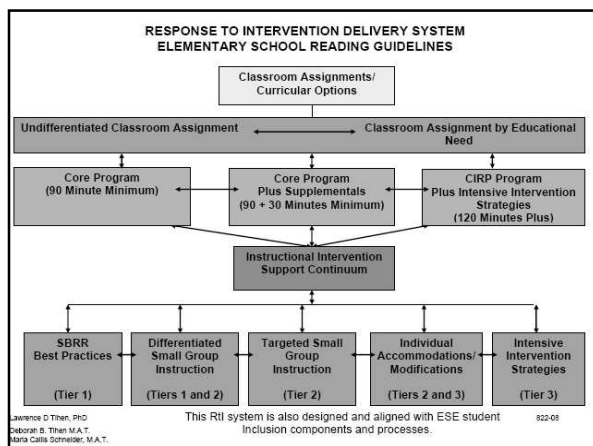 RESPONSE TO INTERVENTION DELIVERY SYSTEM
ELEMENTARY SCHOOL READING GUIDELINES
Classroom Assignments/
Curricular Options
Undifferentiated Classroom Assignment
Classroom Assignment by Educational
Need
Core Program
(90 Minute Minimum)
Core Program
Plus Supplementals
(90 + 30 Minutes Minimum)
CIRP Program
Plus Intensive Intervention
Strategies
(120 Minutes Plus)
Instructional Intervention
Support Continuum
SBRR
Best Practices
(Tier 1)
Differentiated
Small Group
Instruction
(Tiers 1 and 2)
Targeted Small
Group
Instruction
(Tier 2)
Individual
Accommodations/
Modifications
(Tiers 2 and 3)
Intensive
Intervention
Strategies
(Tier 3)
Lawrence D Tihen, PhD
Deborah B. Tihen M.A.T.
Maria Callis Schneider, M.A.T.
This RtI system is also designed and aligned with ESE student
Inclusion components and processes.
822-08